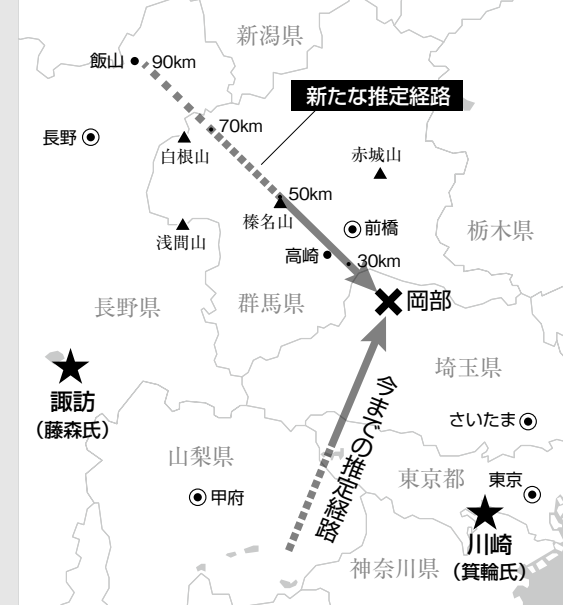 新潟県
飯山
90km
新たな推定経路
70km
長野
白根山
赤城山
50km
榛名山
前橋
栃木県
浅間山
高崎
30km
長野県
群馬県
岡部
埼玉県
諏訪
（藤森氏）
今までの推定経路
さいたま
山梨県
東京都
東京
甲府
川崎
（箕輪氏）
神奈川県